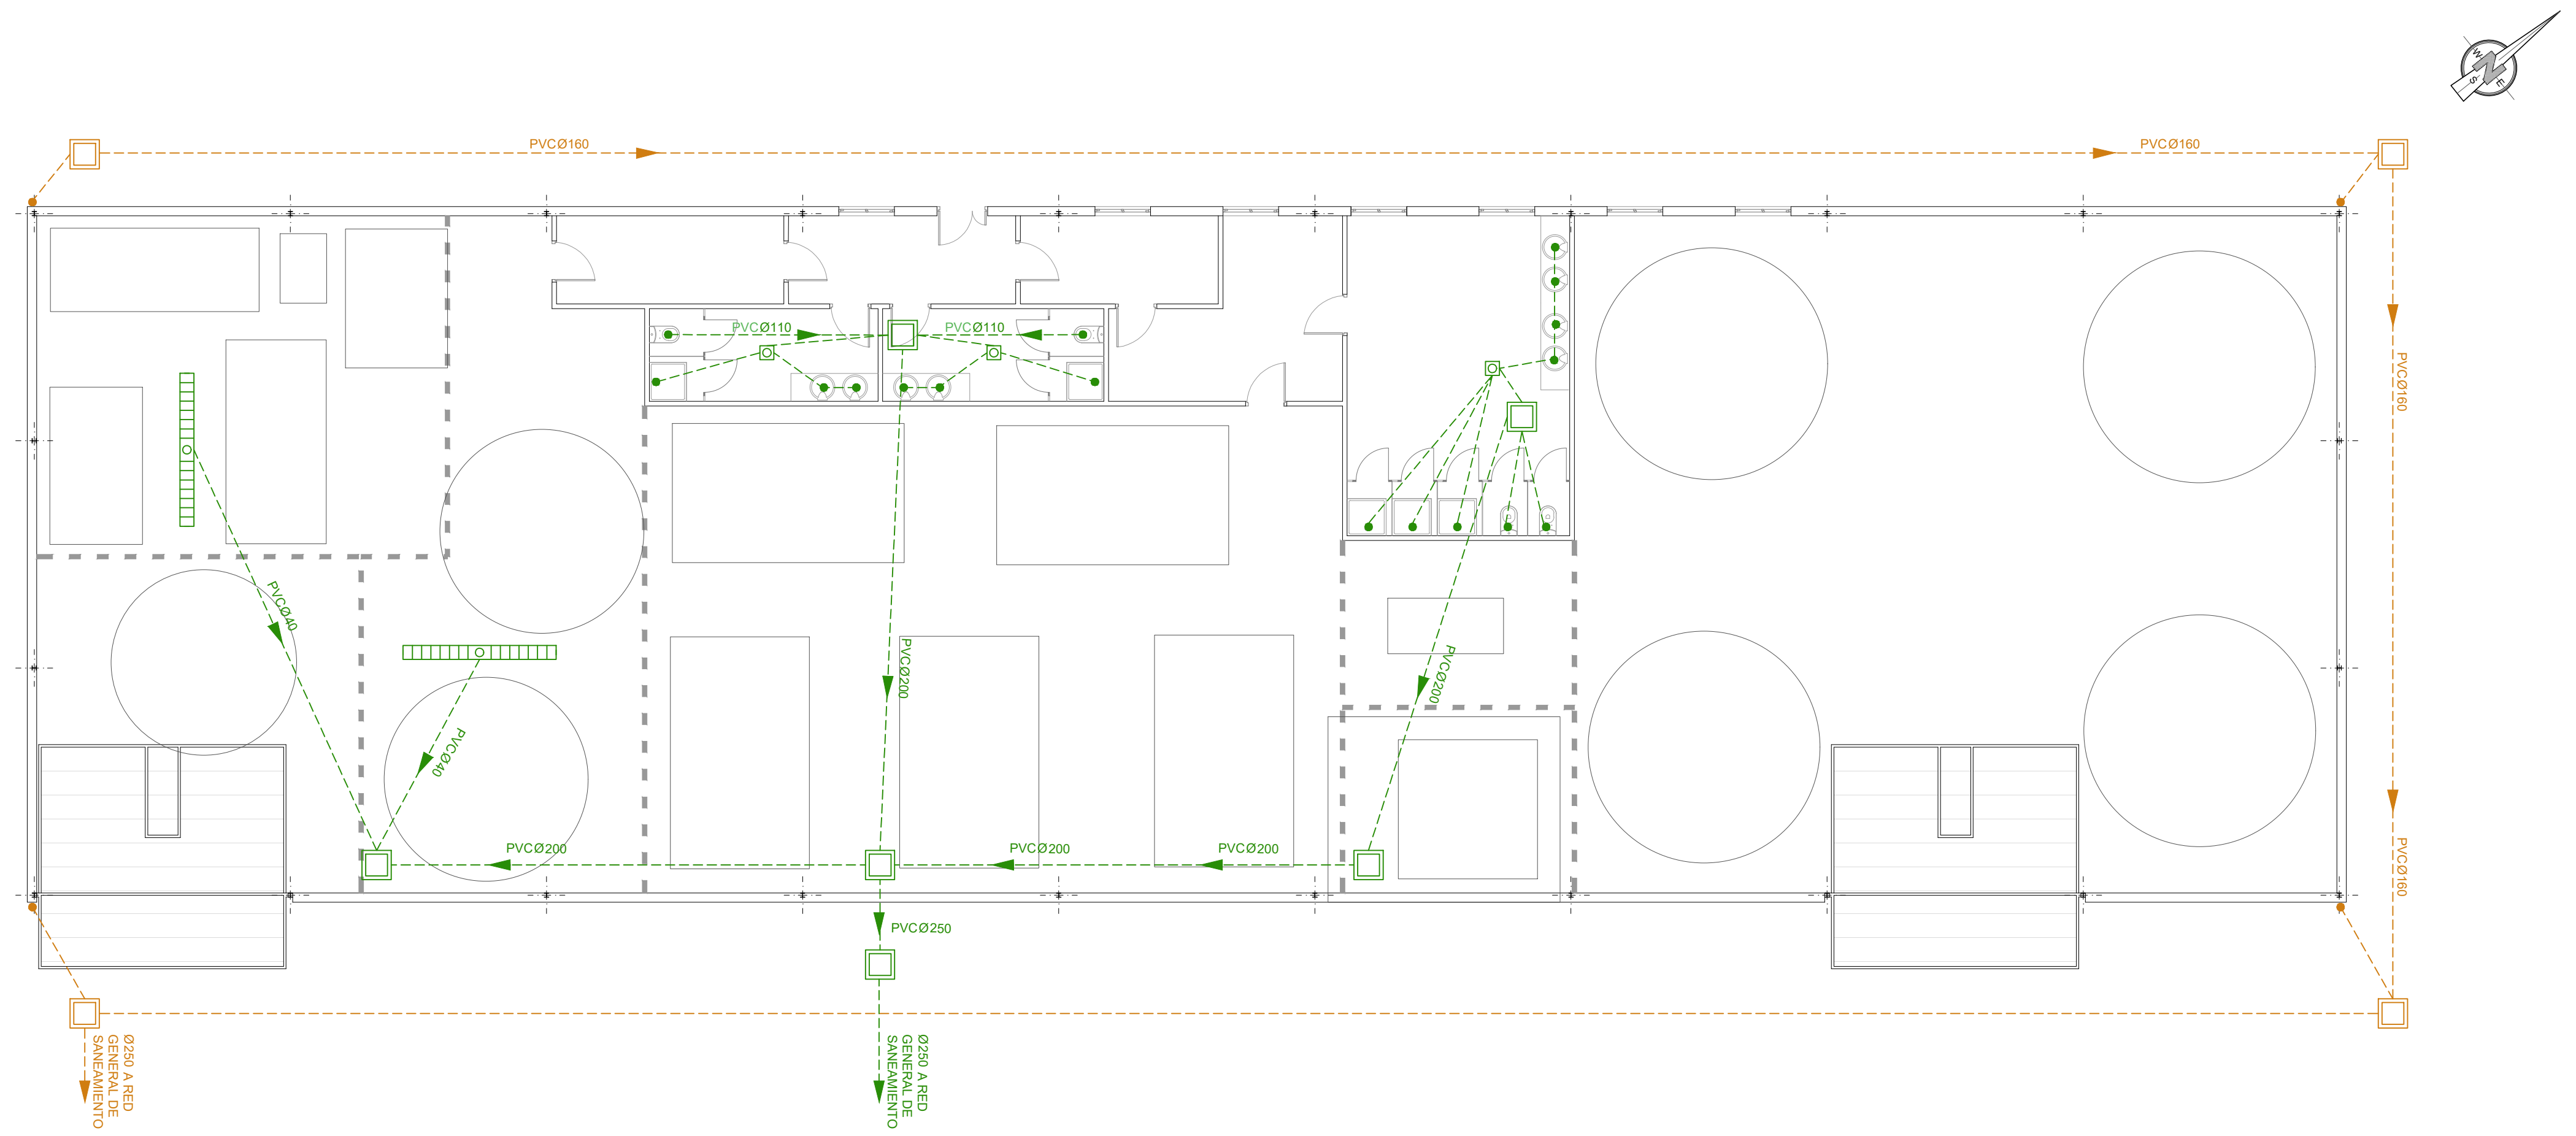 W
N
S
E
PVCØ160
PVCØ160
PVCØ110
PVCØ110
PVCØ160
PVCØ40
PVCØ200
PVCØ200
PVCØ40
PVCØ200
PVCØ200
PVCØ200
PVCØ160
PVCØ250
Ø250 A RED
GENERAL DE
SANEAMIENTO
Ø250 A RED
GENERAL DE
SANEAMIENTO